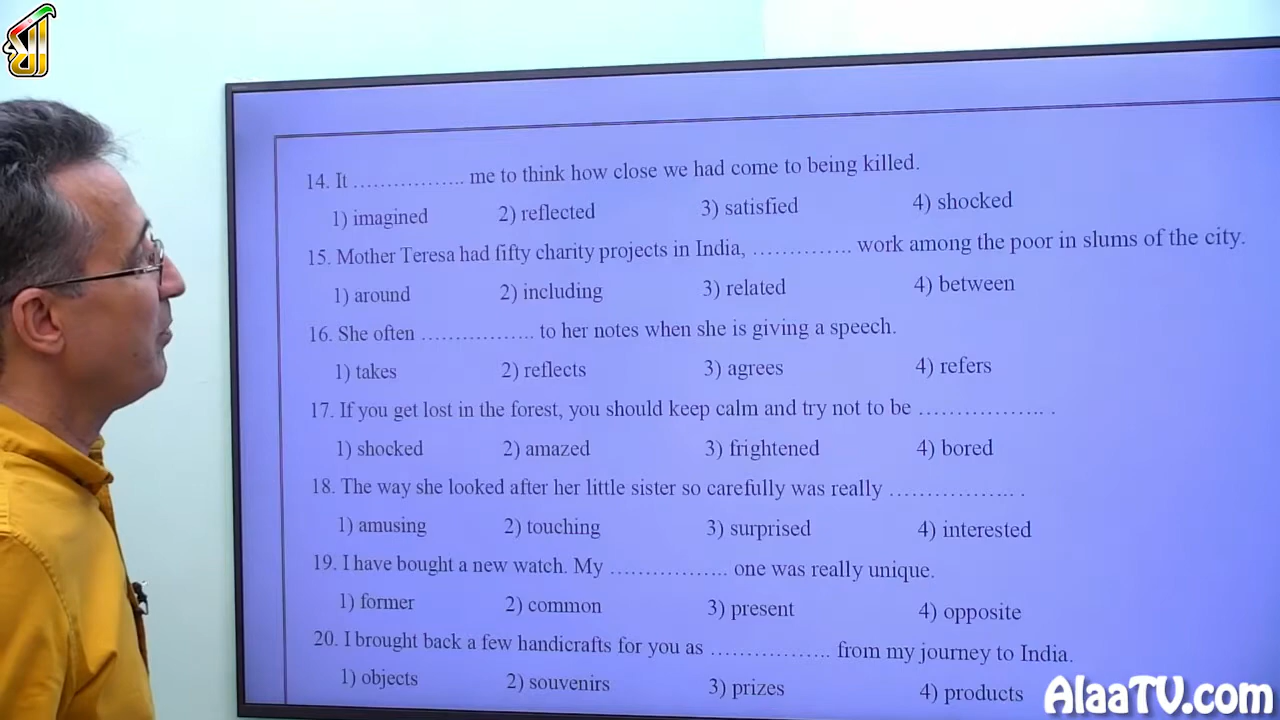 14. It ................. me to think how close we had come to being killed.
1) imagined 2) reflected 3) satisfied 4) shocked
15. Mother Teresa had fifty charity projects in India, .............. work among the poor in slums of the city.
1) around 2) including 3) related 4) between
16. She often ................. to her notes when she is giving a speech.
1) takes 2) reflects 3) agrees 4) refers
17. If you get lost in the forest, you should keep calm and try not to be ................. .
1) shocked 2) amazed 3) frightened 4) bored
18. The way she looked after her little sister so carefully was really ................. .
1) amusing 2) touching 3) surprised 4) interested
19. I have bought a new watch. My ................. one was really unique.
1) former 2) common 3) present 4) opposite
20. I brought back a few handicrafts for you as ................. from my journey to India.
1) objects 2) souvenirs 3) prizes 4) products
AlaaTV.com